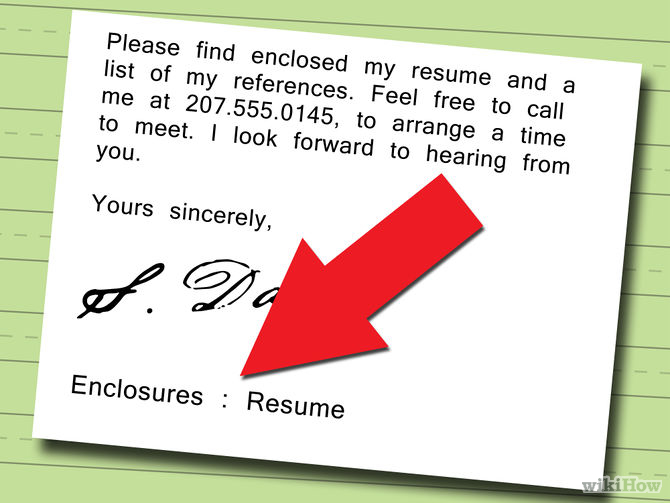 Please find enclosed my resume and a
list of my references. Feel free to call
me at 207.555.0145, to arrange a time
to meet. I look forward to hearing from
you.
Yours sincerely,
S.
Enclosures : Resume
wikiHow